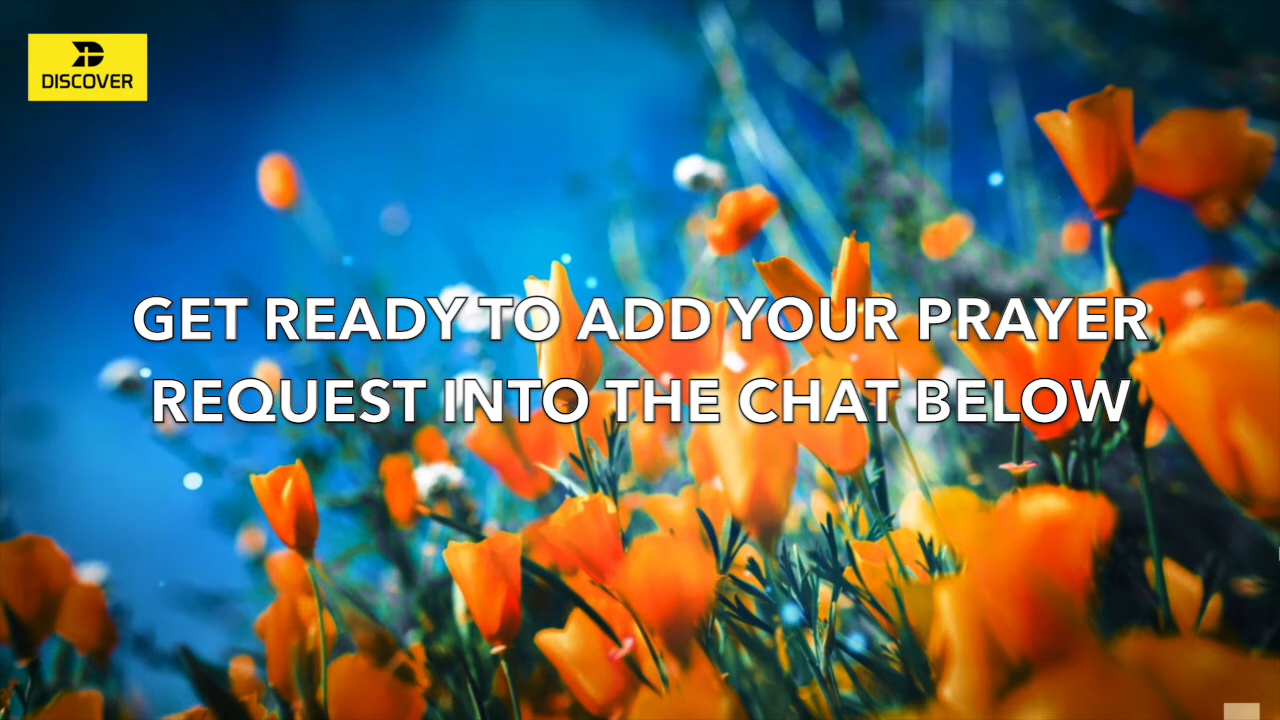 DISCOVER
GET READY TO ADD YOUR PRAYER
REQUEST INTO THE CHAT BELOW